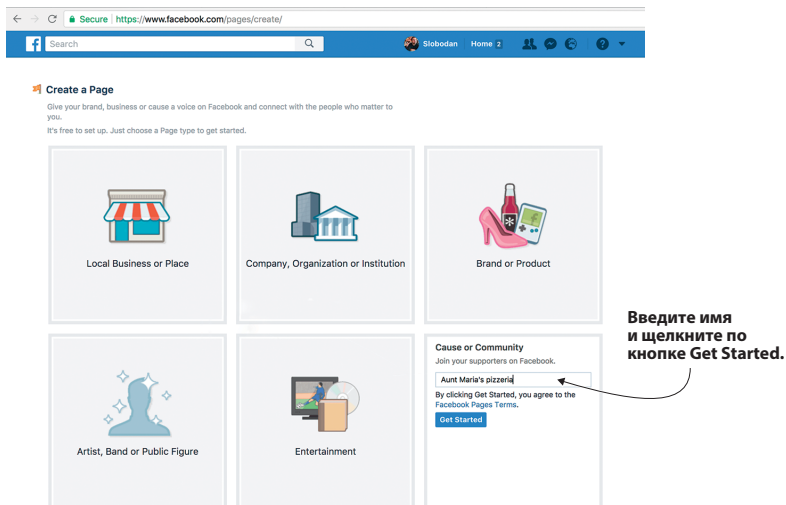 Secure | https://www.facebook.com/pages/create/
f Search Slobodan Home 2 ?
Create a Page
Give your brand, business or cause a voice on Facebook and connect with the people who matter to
you.
It's free to set up. Just choose a Page type to get started.
Local Business or Place
Company, Organization or Institution
Brand or Product
Artist, Band or Public Figure
Entertainment
Cause or Community
Join your supporters on Facebook.
Aunt Maria's pizzeria
By clicking Get Started, you agree to the
Facebook Pages Terms.
Get Started
Введите имя
и щелкните по
кнопке Get Started.